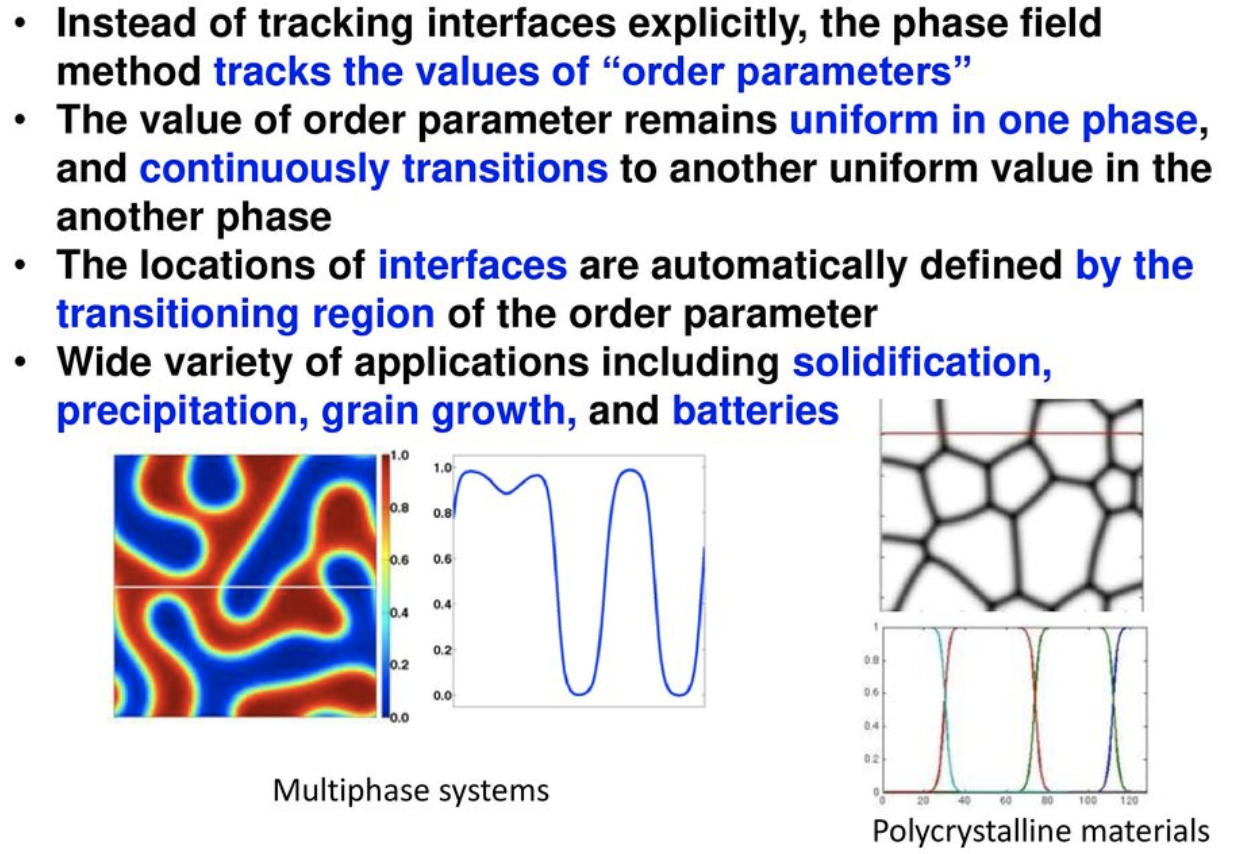 • Instead of tracking interfaces explicitly, the phase field
method tracks the values of “order parameters”
• The value of order parameter remains uniform in one phase,
and continuously transitions to another uniform value in the
another phase
• The locations of interfaces are automatically defined by the
transitioning region of the order parameter
• Wide variety of applications including solidification,
precipitation, grain growth, and batteries
1.0
0.8
0.6
0.4
0.2
0.0
1.0
0.8
0.6
0.4
0.2
0.0
Multiphase systems
1
0.8
0.6
0.4
0.2
0
0 20 40 60 80 100 120
Polycrystalline materials